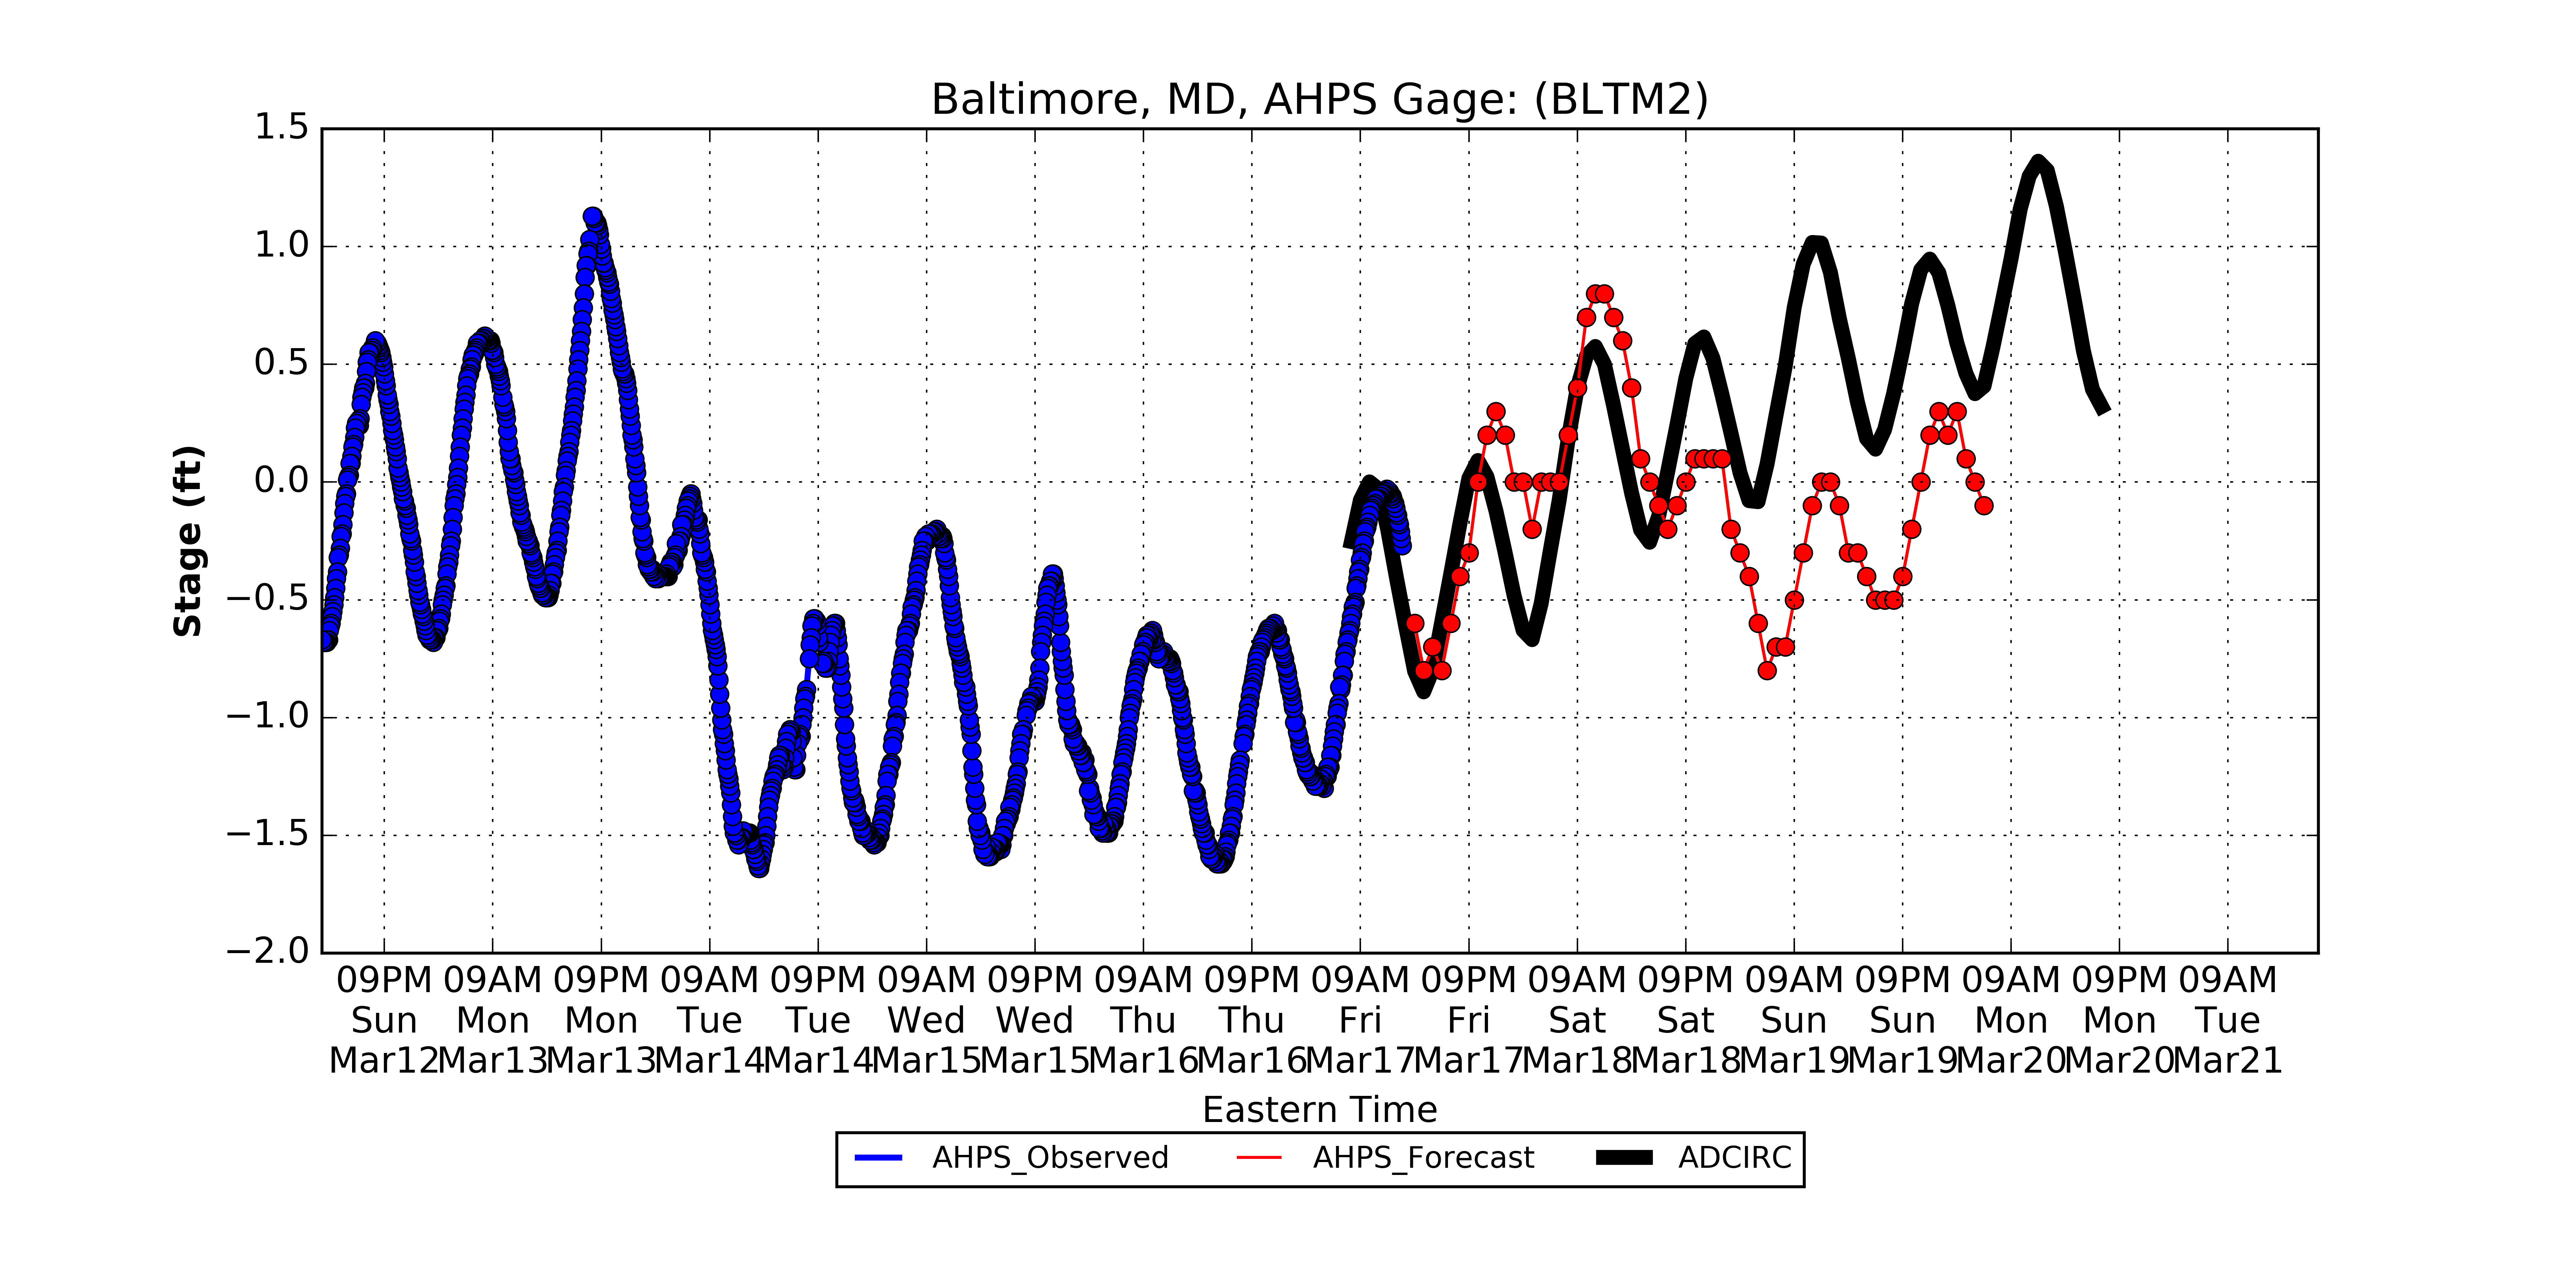 Baltimore, MD, AHPS Gage: (BLTM2)
1.5
1.0
0.5
0.0
−0.5
−1.0
−1.5
−2.0
Stage (ft)
09PM 09AM 09PM 09AM 09PM 09AM 09PM 09AM 09PM 09AM 09PM 09AM 09PM 09AM 09PM 09AM 09PM 09AM
Sun Mon Mon Tue Tue Wed Wed Thu Thu Fri Fri Sat Sat Sun Sun Mon Mon Tue
Mar12 Mar13 Mar13 Mar14 Mar14 Mar15 Mar15 Mar16 Mar16 Mar17 Mar17 Mar18 Mar18 Mar19 Mar19 Mar20 Mar20 Mar21
Eastern Time
AHPS_Observed AHPS_Forecast ADCIRC